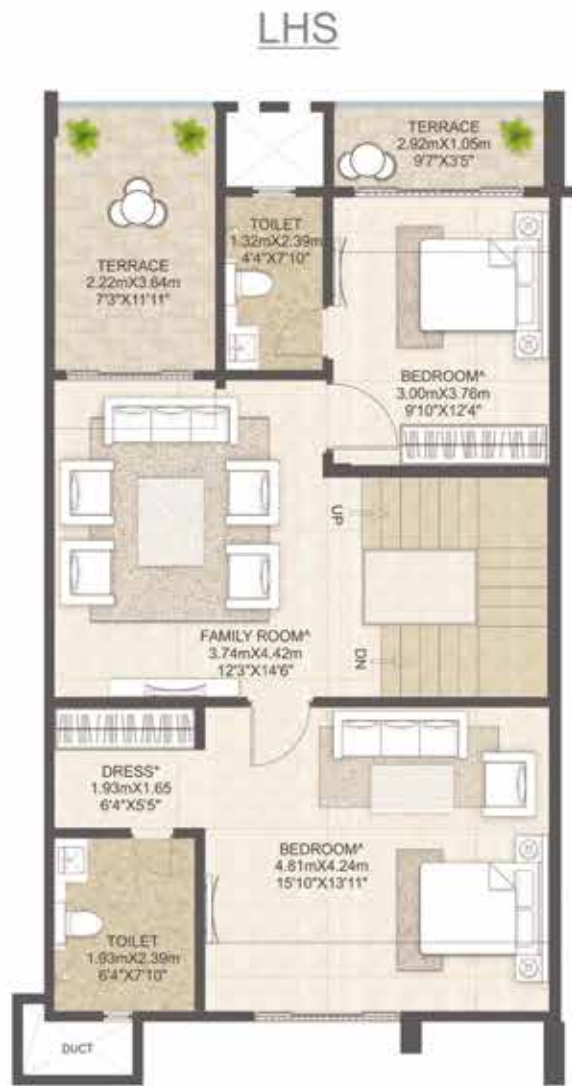 LHS
TERRACE
2.92mX1.05m
9'7"X3'5"
TOILET
1.32mX2.39m
4'4"X7'10"
TERRACE
2.22mX3.64m
7'3"X11'11"
BEDROOM^
3.00mX3.76m
9'10"X12'4"
UP
FAMILY ROOM^
3.74mX4.42m
12'3"X14'6"
DN
DRESS^
1.93mX1.65
6'4"X5'5"
BEDROOM^
4.81mX4.24m
15'10"X13'11"
TOILET
1.93mX2.39m
6'4"X7'10"
DUCT